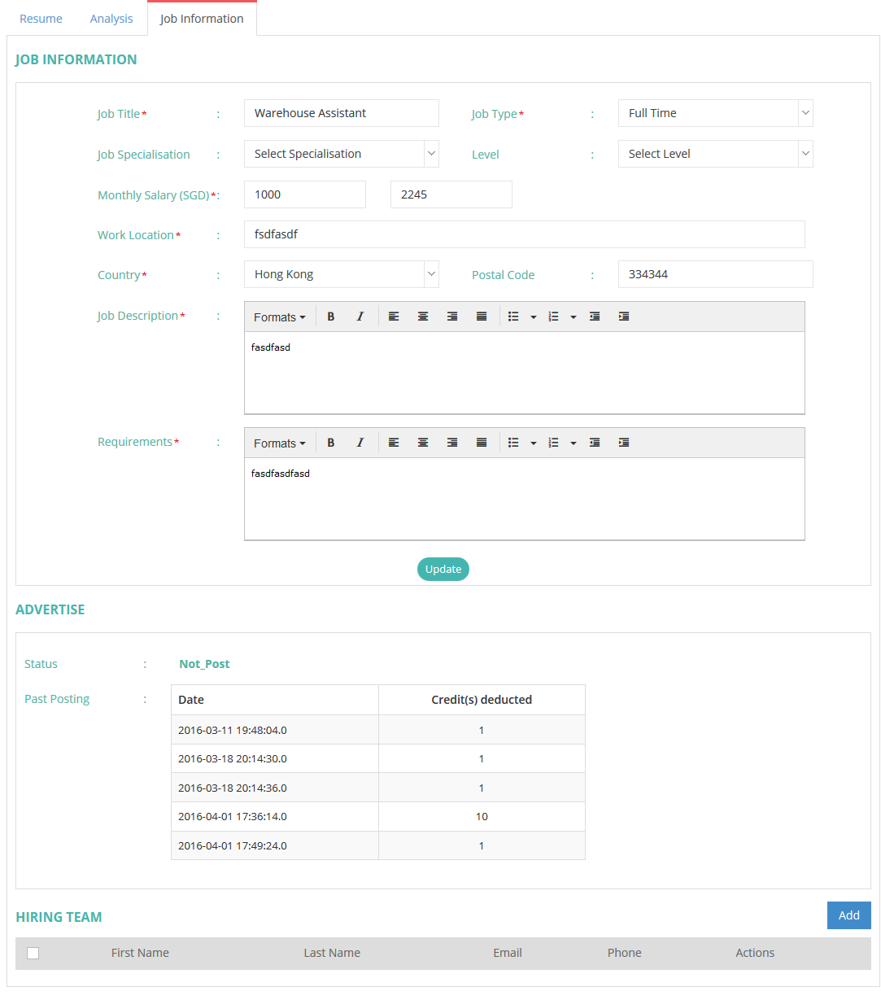 Resume Analysis Job Information
JOB INFORMATION
Job Title* : Warehouse Assistant Job Type* : Full Time
Job Specialisation : Select Specialisation Level : Select Level
Monthly Salary (SGD)*: 1000 2245
Work Location* : fsdfasdf
Country* : Hong Kong Postal Code : 334344
Job Description* : Formats B I
fasdfasd
Requirements* : Formats B I
fasdfasdfasd
Update
ADVERTISE
Status : Not_Post
Past Posting : Date Credit(s) deducted
2016-03-11 19:48:04.0 1
2016-03-18 20:14:30.0 1
2016-03-18 20:14:36.0 1
2016-04-01 17:36:14.0 10
2016-04-01 17:49:24.0 1
HIRING TEAM Add
First Name Last Name Email Phone Actions